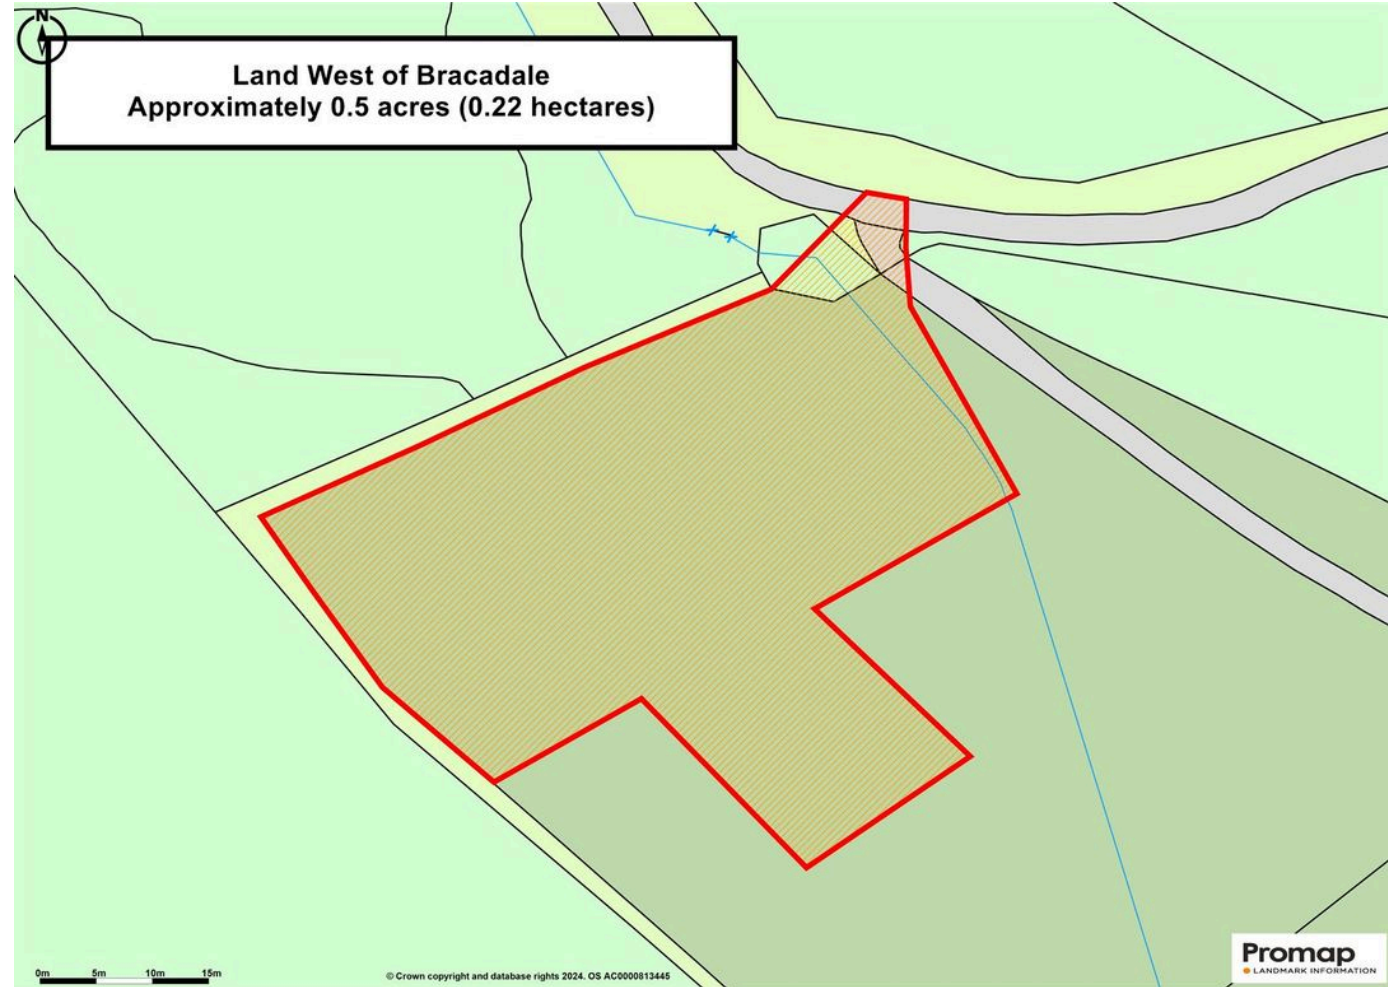 N
Land West of Bracadale
Approximately 0.5 acres (0.22 hectares)
0m 5m 10m 15m
© Crown copyright and database rights 2024. OS AC0000813445
Promap
LANDMARK INFORMATION